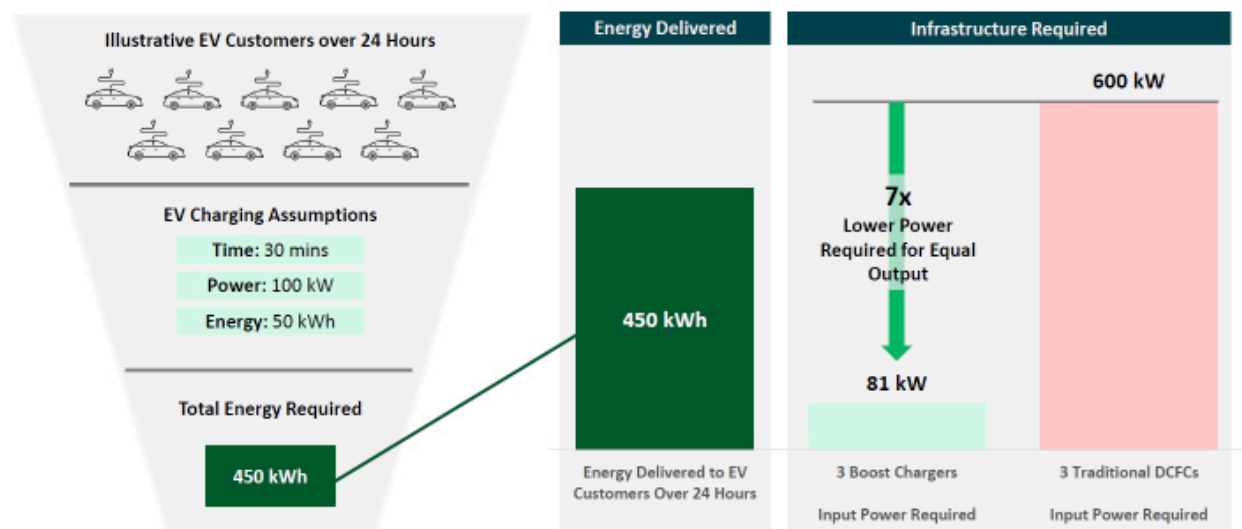 Illustrative EV Customers over 24 Hours
EV Charging Assumptions
Time: 30 mins
Power: 100 kW
Energy: 50 kWh
Total Energy Required
450 kWh
Energy Delivered
450 kWh
Energy Delivered to EV
Customers Over 24 Hours
Infrastructure Required
600 kW
7x
Lower Power
Required for Equal
Output
81 kW
3 Boost Chargers
Input Power Required
3 Traditional DCFCs
Input Power Required